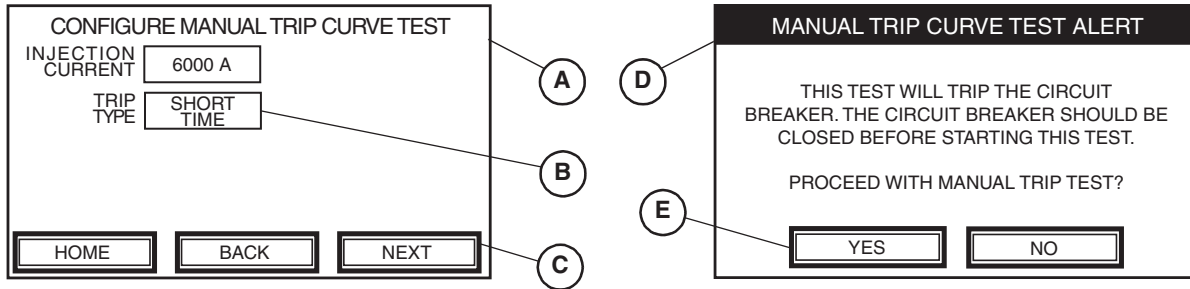 CONFIGURE MANUAL TRIP CURVE TEST
INJECTION
CURRENT
6000 A
TRIP
TYPE
SHORT
TIME
HOME
BACK
NEXT
A
B
C
MANUAL TRIP CURVE TEST ALERT
THIS TEST WILL TRIP THE CIRCUIT
BREAKER. THE CIRCUIT BREAKER SHOULD BE
CLOSED BEFORE STARTING THIS TEST.
PROCEED WITH MANUAL TRIP TEST?
YES
NO
D
E